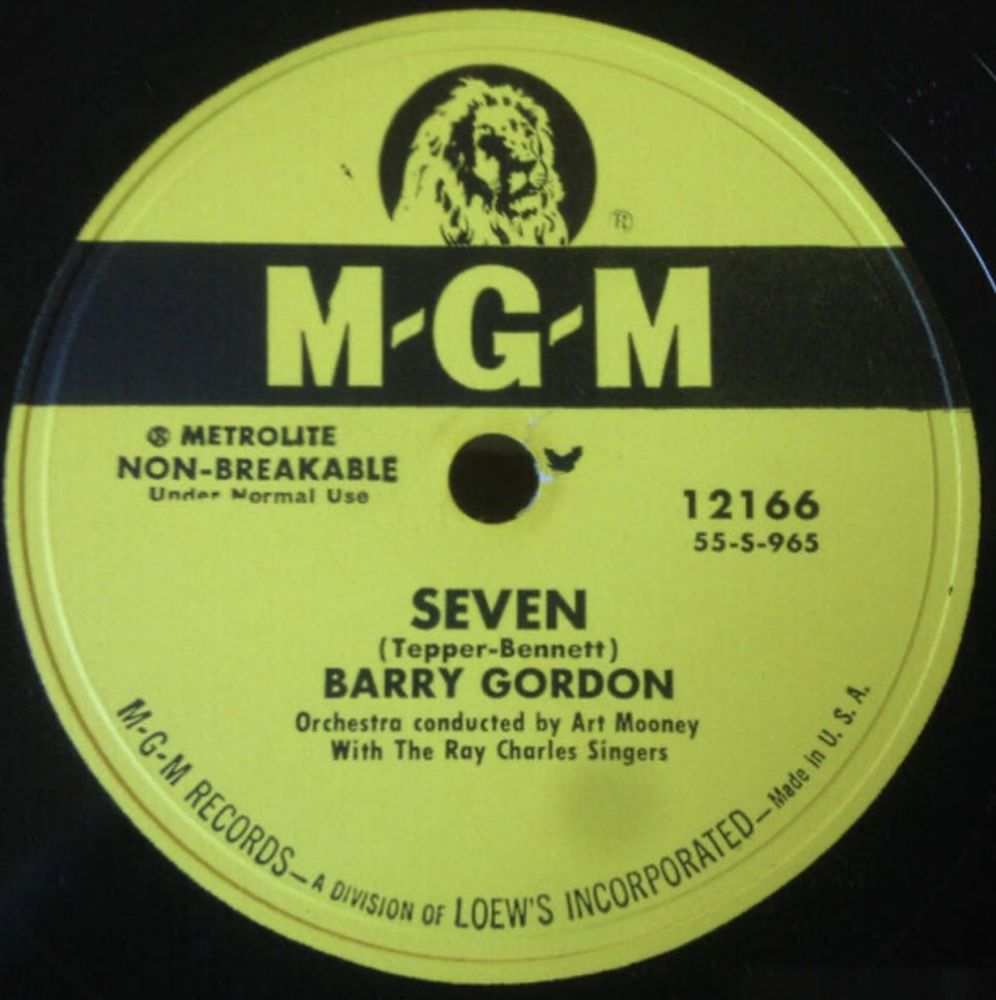 ®
M-G-M
® METROLITE
NON-BREAKABLE
Under Normal Use
12166
55-S-965
SEVEN
(Tepper-Bennett)
BARRY GORDON
Orchestra conducted by Art Mooney
With The Ray Charles Singers
M-G-M RECORDS—A DIVISION OF LOEW'S INCORPORATED—Made in U. S. A.